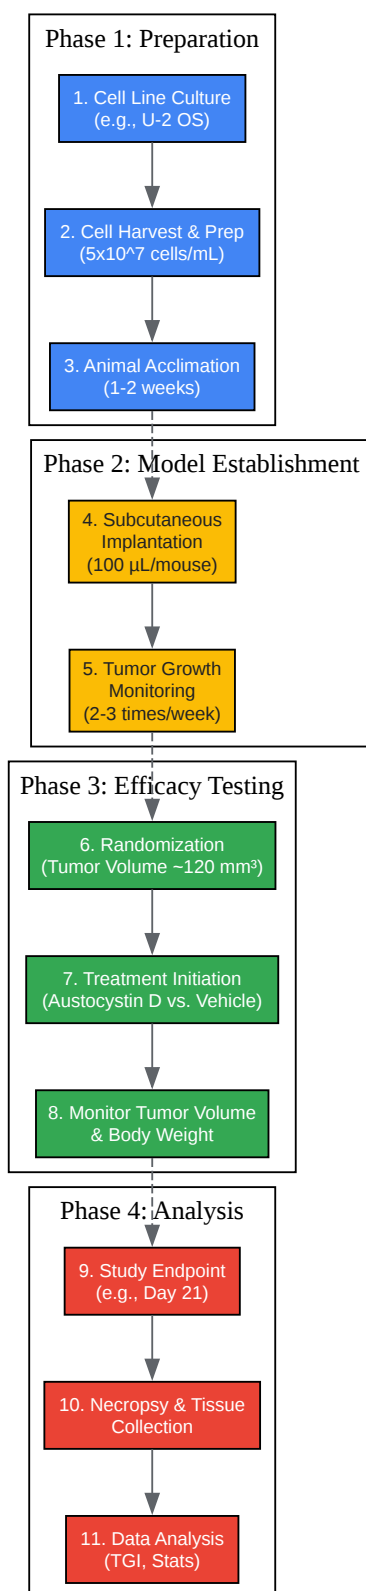 Phase 1: Preparation
1. Cell Line Culture
(e.g., U-2 OS)
2. Cell Harvest & Prep
(5x10^7 cells/mL)
3. Animal Acclimation
(1-2 weeks)
Phase 2: Model Establishment
4. Subcutaneous
Implantation
(100 µL/mouse)
5. Tumor Growth
Monitoring
(2-3 times/week)
Phase 3: Efficacy Testing
6. Randomization
(Tumor Volume ~120 mm³)
7. Treatment Initiation
(Austocystin D vs. Vehicle)
8. Monitor Tumor Volume
& Body Weight
Phase 4: Analysis
9. Study Endpoint
(e.g., Day 21)
10. Necropsy & Tissue
Collection
11. Data Analysis
(TGI, Stats)